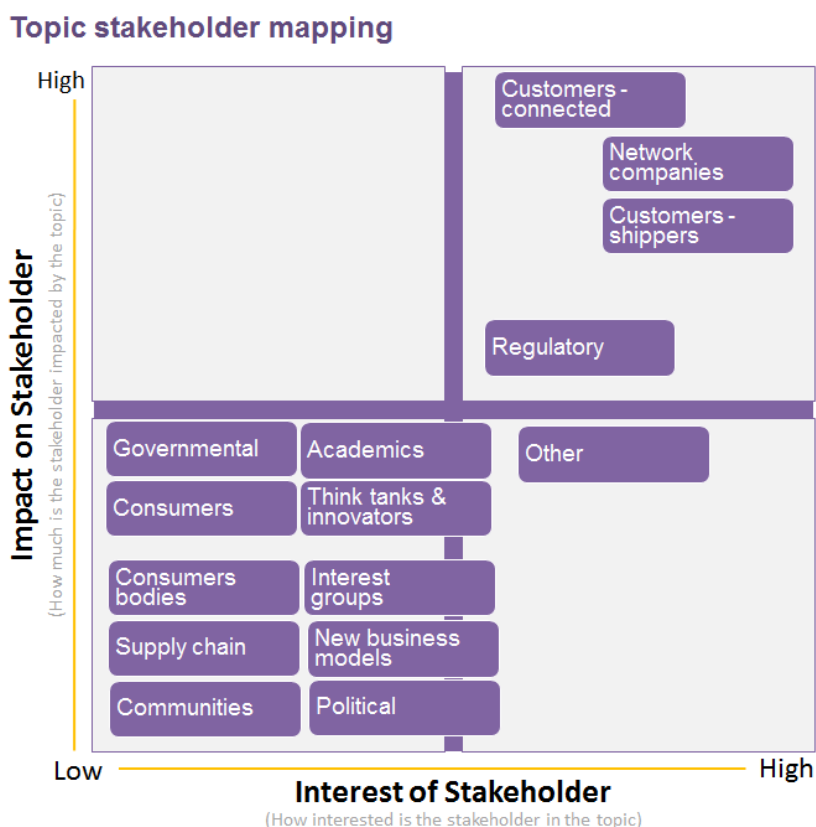 Topic stakeholder mapping
High
Impact on Stakeholder
(How much is the stakeholder impacted by the topic)
Customers -
connected
Network
companies
Customers -
shippers
Regulatory
Governmental
Academics
Other
Consumers
Think tanks &
innovators
Consumers
bodies
Interest
groups
Supply chain
New business
models
Communities
Political
Low
High
Interest of Stakeholder
(How interested is the stakeholder in the topic)